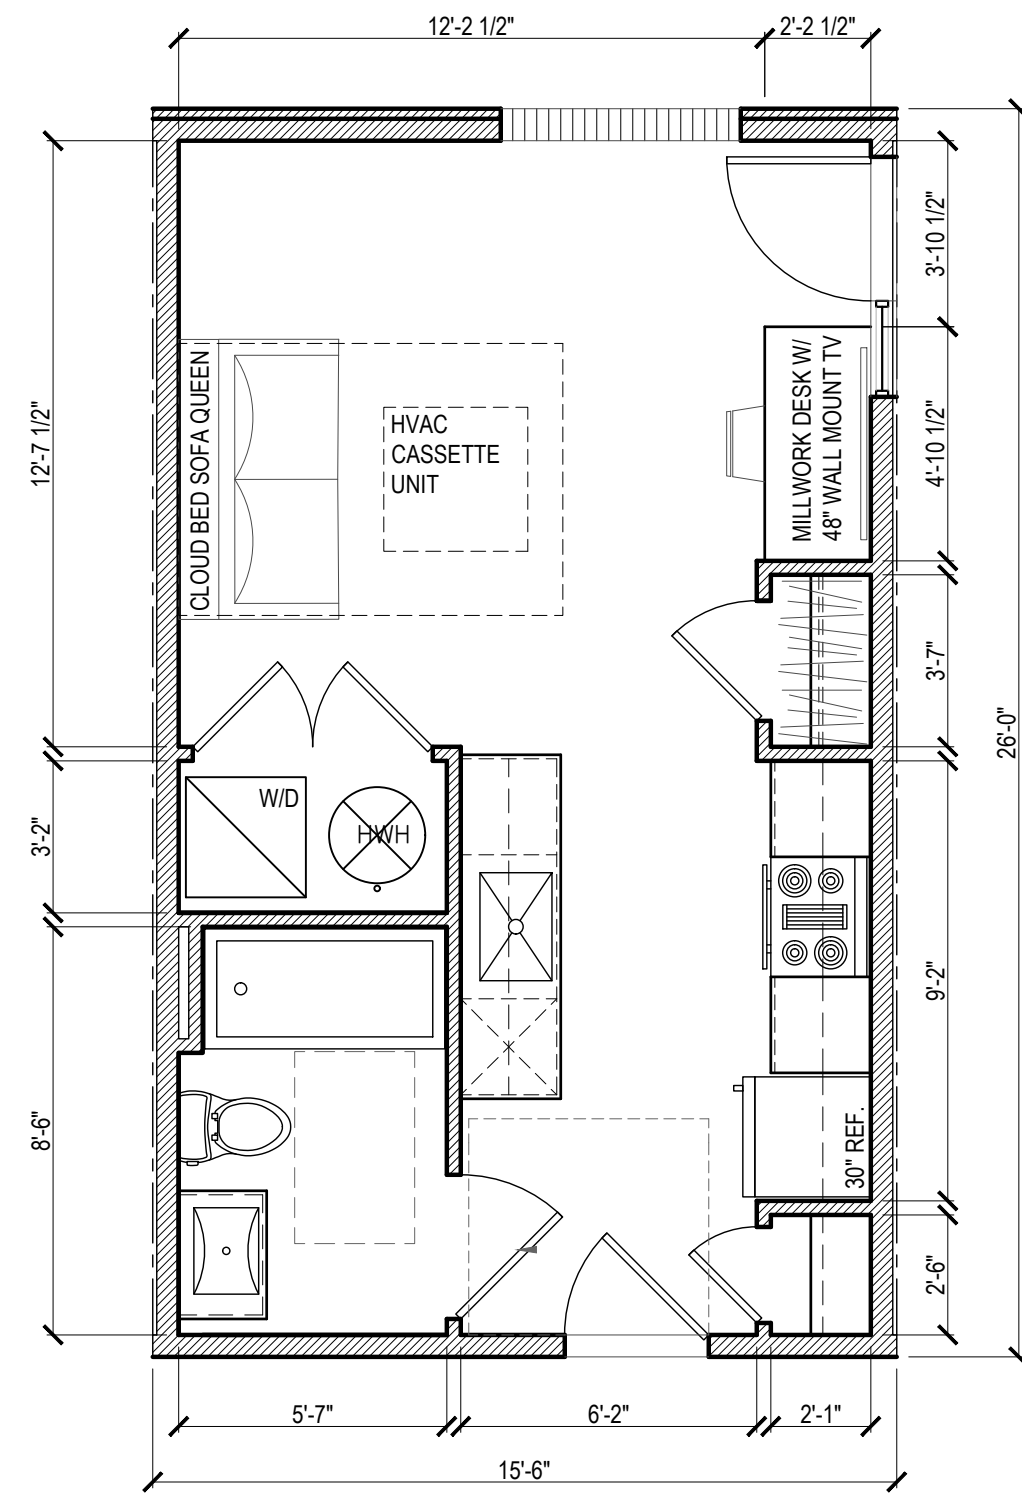 12'-2 1/2"
2'-2 1/2"
3'-10 1/2"
12'-7 1/2"
CLOUD BED SOFA QUEEN
HVAC
CASSETTE
UNIT
MILLWORK DESK W/
48" WALL MOUNT TV
4'-10 1/2"
3'-7"
26'-0"
W/D
HWH
3'-2"
9'-2"
8'-6"
30" REF.
2'-6"
5'-7"
6'-2"
2'-1"
15'-6"